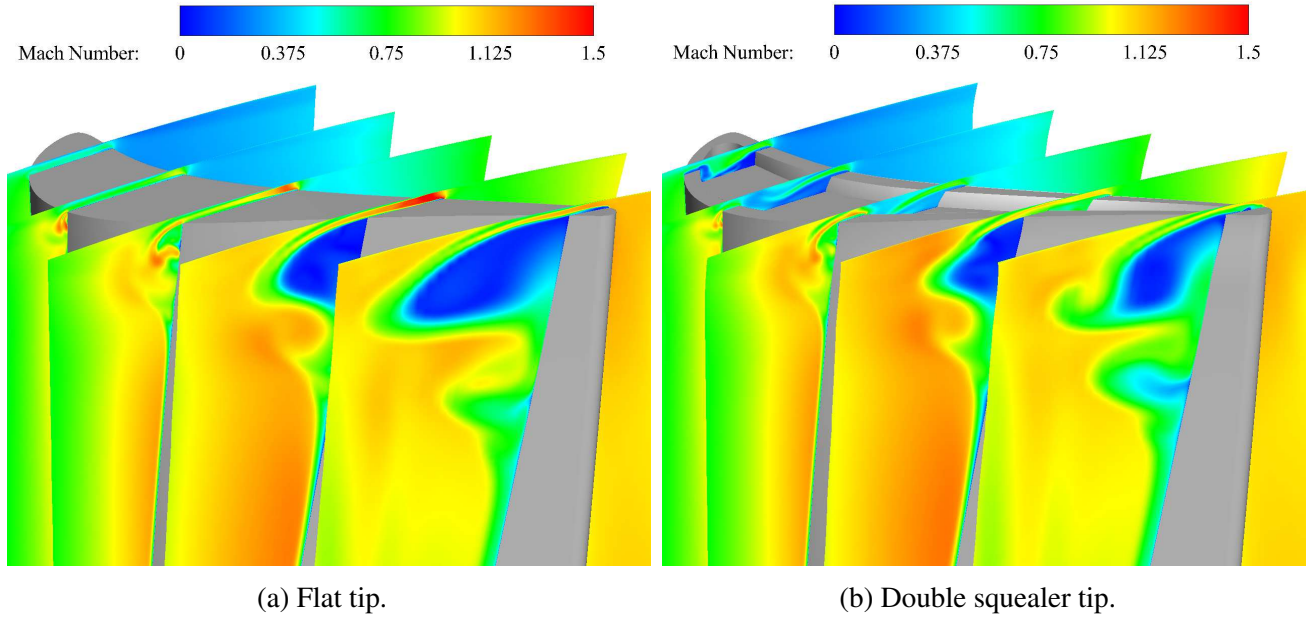 Mach Number: 0 0.375 0.75 1.125 1.5
Mach Number: 0 0.375 0.75 1.125 1.5
(a) Flat tip.
(b) Double squealer tip.